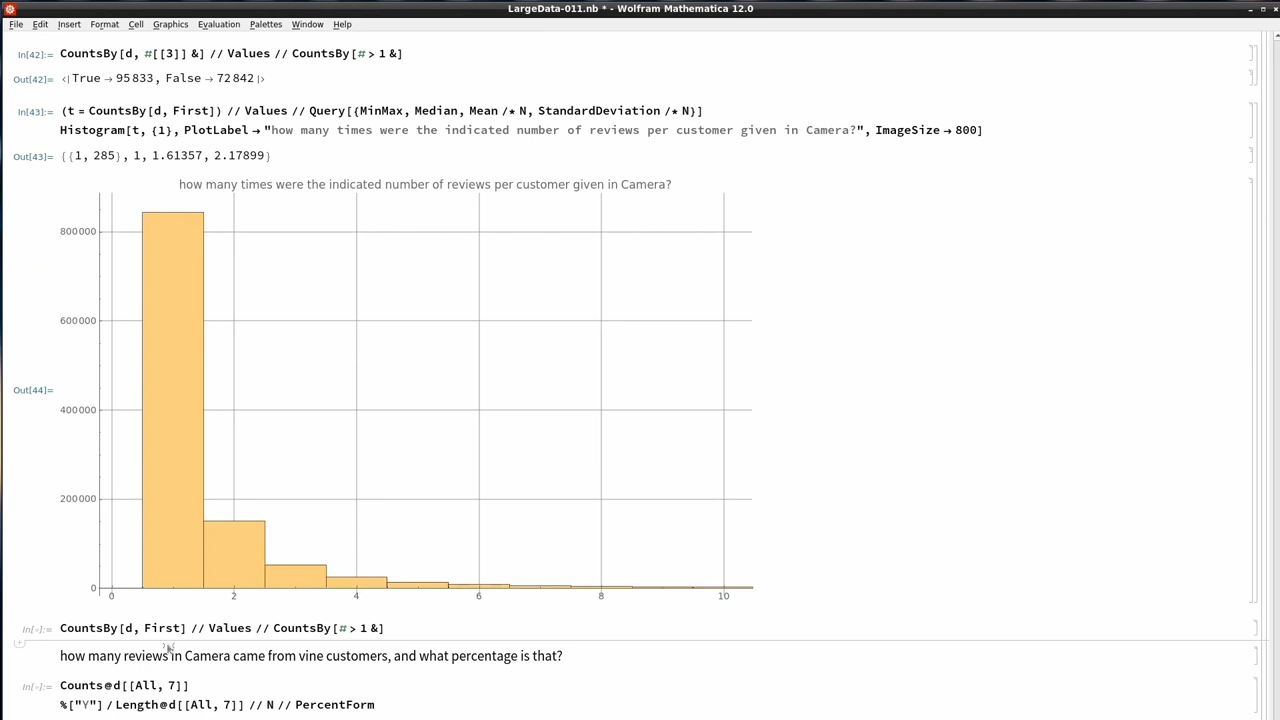 LargeData-011.nb * - Wolfram Mathematica 12.0
File Edit Insert Format Cell Graphics Evaluation Palettes Window Help
In[42]:= CountsBy[d, #[[3]] &] // Values // CountsBy[# > 1 &]
Out[42]= <|True → 95833, False → 72842|>
In[43]:= (t = CountsBy[d, First]) // Values // Query[{MinMax, Median, Mean /* N, StandardDeviation /* N}]
Histogram[t, {1}, PlotLabel → "how many times were the indicated number of reviews per customer given in Camera?", ImageSize → 800]
Out[43]= {{1, 285}, 1, 1.61357, 2.17899}
how many times were the indicated number of reviews per customer given in Camera?
800000
600000
Out[44]=
400000
200000
0
0 2 4 6 8 10
In[◦]:= CountsBy[d, First] // Values // CountsBy[# > 1 &]
how many reviews in Camera came from vine customers, and what percentage is that?
In[◦]:= Counts@d[[All, 7]]
%["Y"] / Length@d[[All, 7]] // N // PercentForm